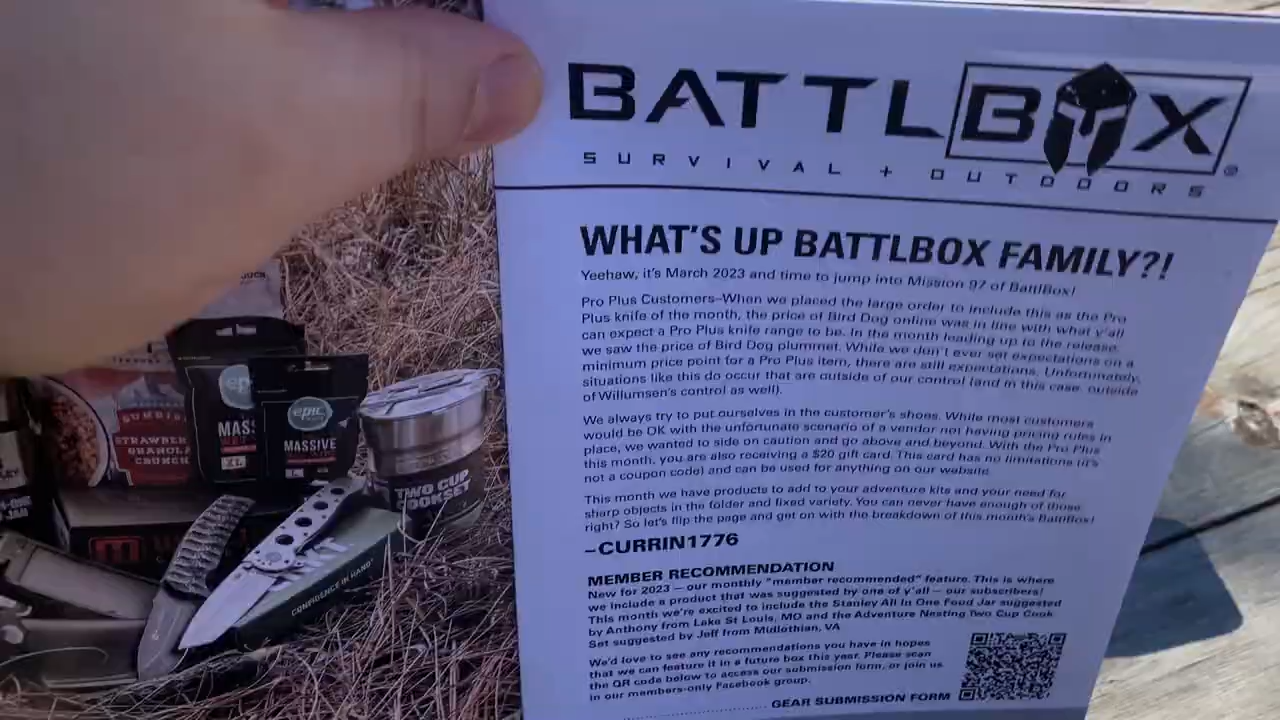 BATTLBOX
SURVIVAL + OUTDOORS
WHAT'S UP BATTLBOX FAMILY?!
Yeehaw, it's March 2023 and time to jump into Mission 97 of BattlBox!
Pro Plus Customers–When we placed the large order to include this as the Pro
Plus knife of the month, the price of Bird Dog online was in line with what y'all
can expect a Pro Plus knife range to be. In the month leading up to the release,
we saw the price of Bird Dog plummet. While we don't ever set expectations on a
minimum price point for a Pro Plus item, there are still expectations. Unfortunately,
situations like this do occur that are outside of our control (and in this case, outside
of Willumsen's control as well).
We always try to put ourselves in the customer's shoes. While most customers
would be OK with the unfortunate scenario of a vendor not having pricing rules in
place, we wanted to side on caution and go above and beyond. With the Pro Plus
this month, you are also receiving a $20 gift card. This card has no limitations (it's
not a coupon code) and can be used for anything on our website.
This month we have products to add to your adventure kits and your need for
sharp objects in the folder and fixed variety. You can never have enough of those
right? So let's flip the page and get on with the breakdown of this month's BattlBox!
–CURRIN1776
MEMBER RECOMMENDATION
New for 2023 — our monthly "member recommended" feature. This is where
we include a product that was suggested by one of y'all — our subscribers!
This month we're excited to include the Stanley All In One Food Jar suggested
by Anthony from Lake St Louis, MO and the Adventure Nesting Two Cup Cook
Set suggested by Jeff from Midlothian, VA
We'd love to see any recommendations you have in hopes
that we can feature it in a future box this year. Please scan
the QR code below to access our submission form, or join us
in our members-only Facebook group.
GEAR SUBMISSION FORM
STRAWBER
GRANOLA
CRUNCH
ep
MASS
XL
epic
MASSIVE
L
TWO CUP
COOKSET
CONFIDENCE IN HAND